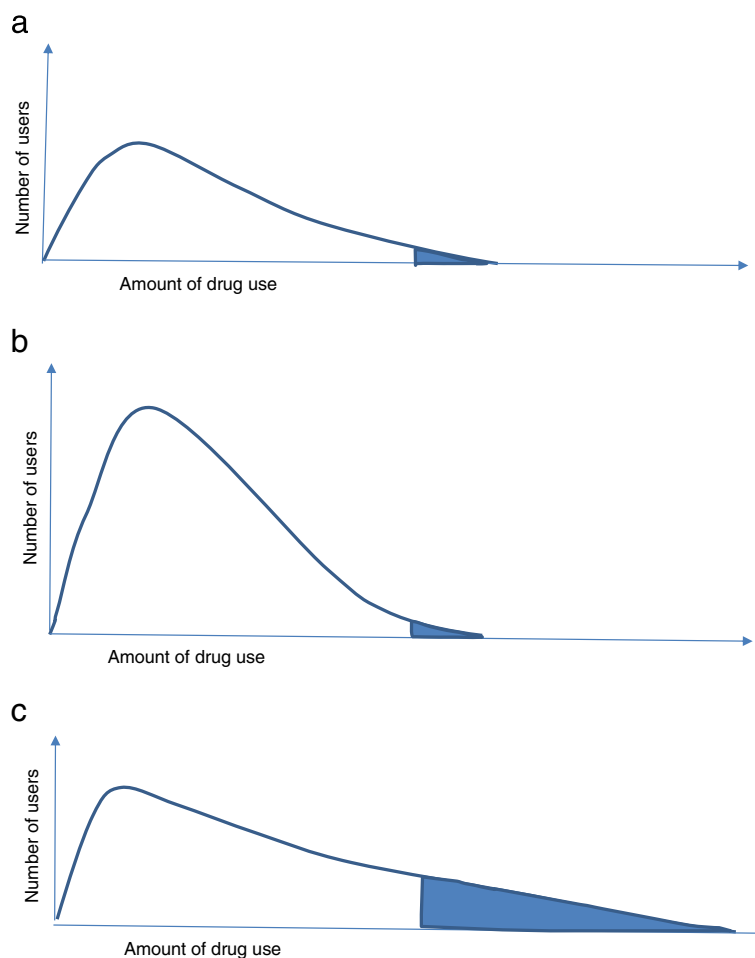 a
Number of users
Amount of drug use
b
Number of users
Amount of drug use
c
Number of users
Amount of drug use